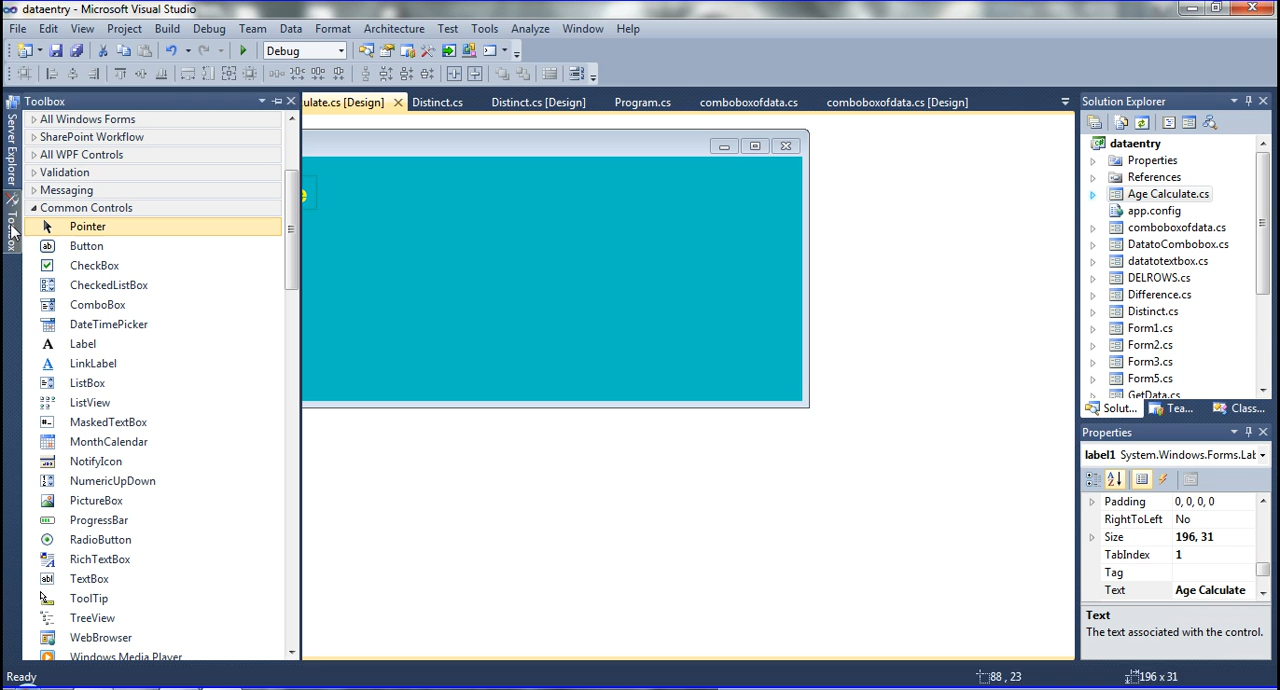 dataentry - Microsoft Visual Studio
File Edit View Project Build Debug Team Data Format Architecture Test Tools Analyze Window Help
Debug
Server Explorer
Toolbox
Toolbox
All Windows Forms
SharePoint Workflow
All WPF Controls
Validation
Messaging
Common Controls
Pointer
Button
CheckBox
CheckedListBox
ComboBox
DateTimePicker
Label
LinkLabel
ListBox
ListView
MaskedTextBox
MonthCalendar
NotifyIcon
NumericUpDown
PictureBox
ProgressBar
RadioButton
RichTextBox
TextBox
ToolTip
TreeView
WebBrowser
Windows Media Player
ulate.cs [Design] Distinct.cs Distinct.cs [Design] Program.cs comboboxofdata.cs comboboxofdata.cs [Design]
Solution Explorer
dataentry
Properties
References
Age Calculate.cs
app.config
comboboxofdata.cs
DatatoCombobox.cs
datatotextbox.cs
DELROWS.cs
Difference.cs
Distinct.cs
Form1.cs
Form2.cs
Form3.cs
Form5.cs
GetData.cs
Solut... Tea... Class...
Properties
label1 System.Windows.Forms.Lat
Padding 0, 0, 0, 0
RightToLeft No
Size 196, 31
TabIndex 1
Tag
Text Age Calculate
Text
The text associated with the control.
Ready 88 , 23 196 x 31